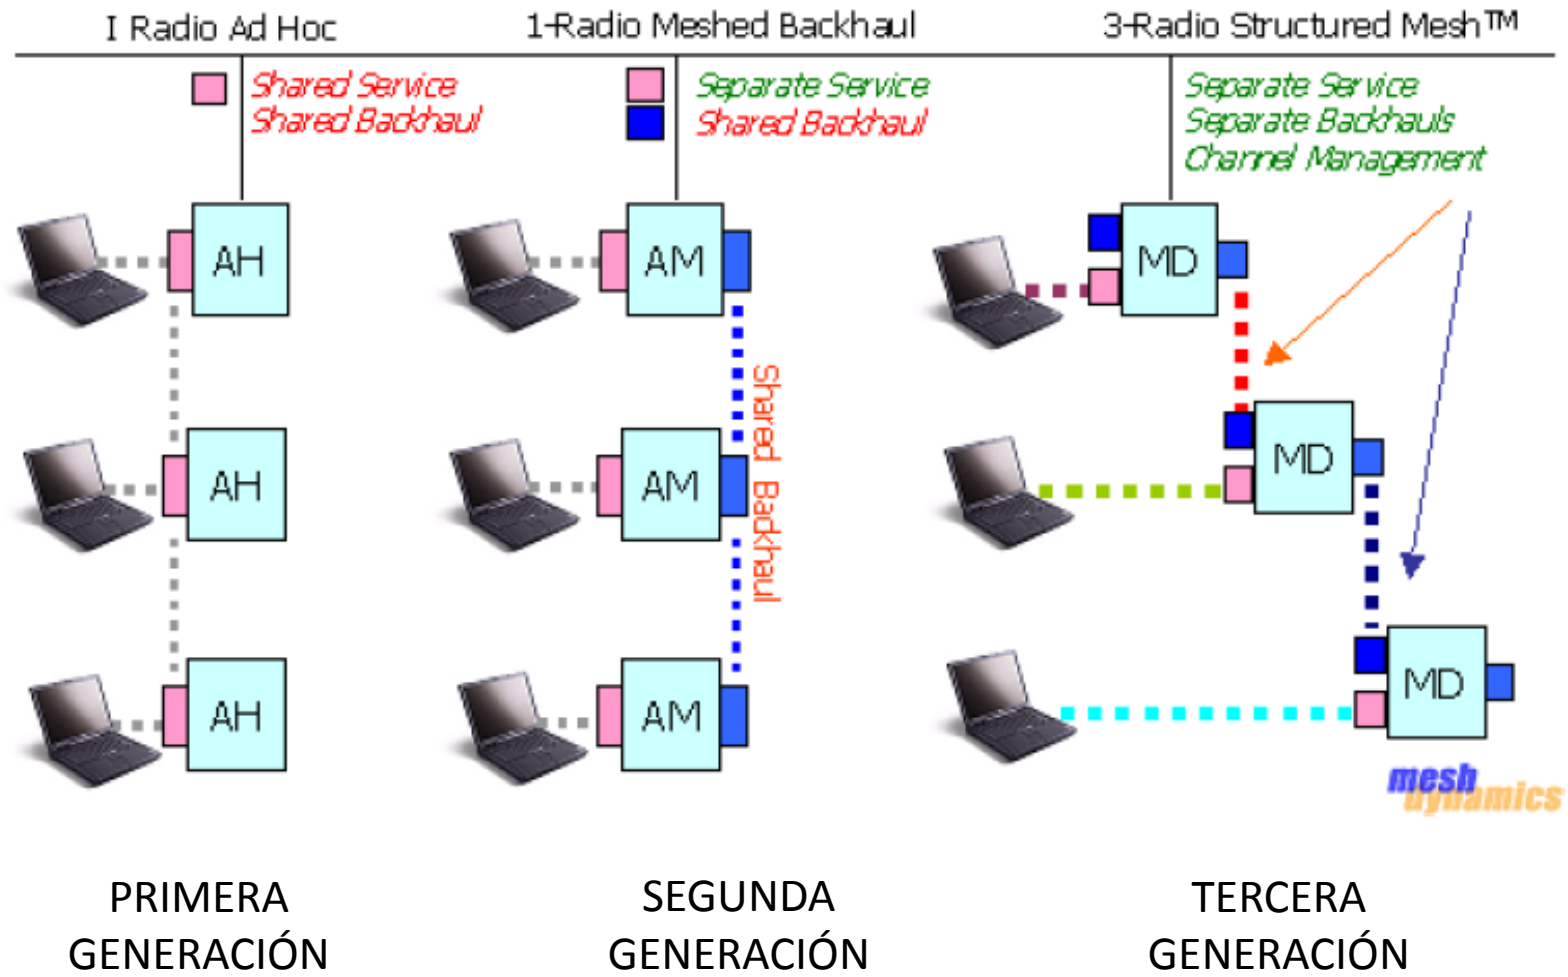 I Radio Ad Hoc
1-Radio Meshed Backhaul
3-Radio Structured Mesh™
Shared Service
Shared Backhaul
Separate Service
Shared Backhaul
Separate Service
Separate Backhauls
Channel Management
AH
AM
MD
Shared Backhaul
AH
AM
MD
AH
AM
MD
mesh
dynamics
PRIMERA
GENERACIÓN
SEGUNDA
GENERACIÓN
TERCERA
GENERACIÓN